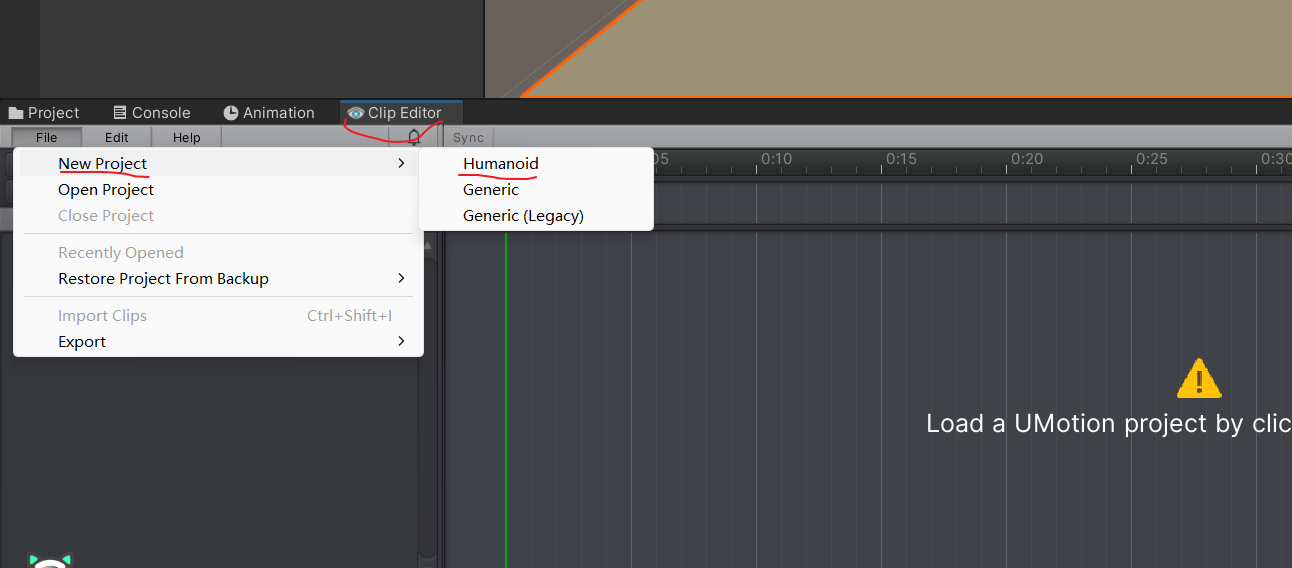 Project Console Animation Clip Editor
File Edit Help Sync
New Project
Humanoid
Open Project
Generic
Close Project
Generic (Legacy)
05 0:10 0:15 0:20 0:25 0:30
Recently Opened
Restore Project From Backup
Import Clips Ctrl+Shift+I
Export
Load a UMotion project by clic